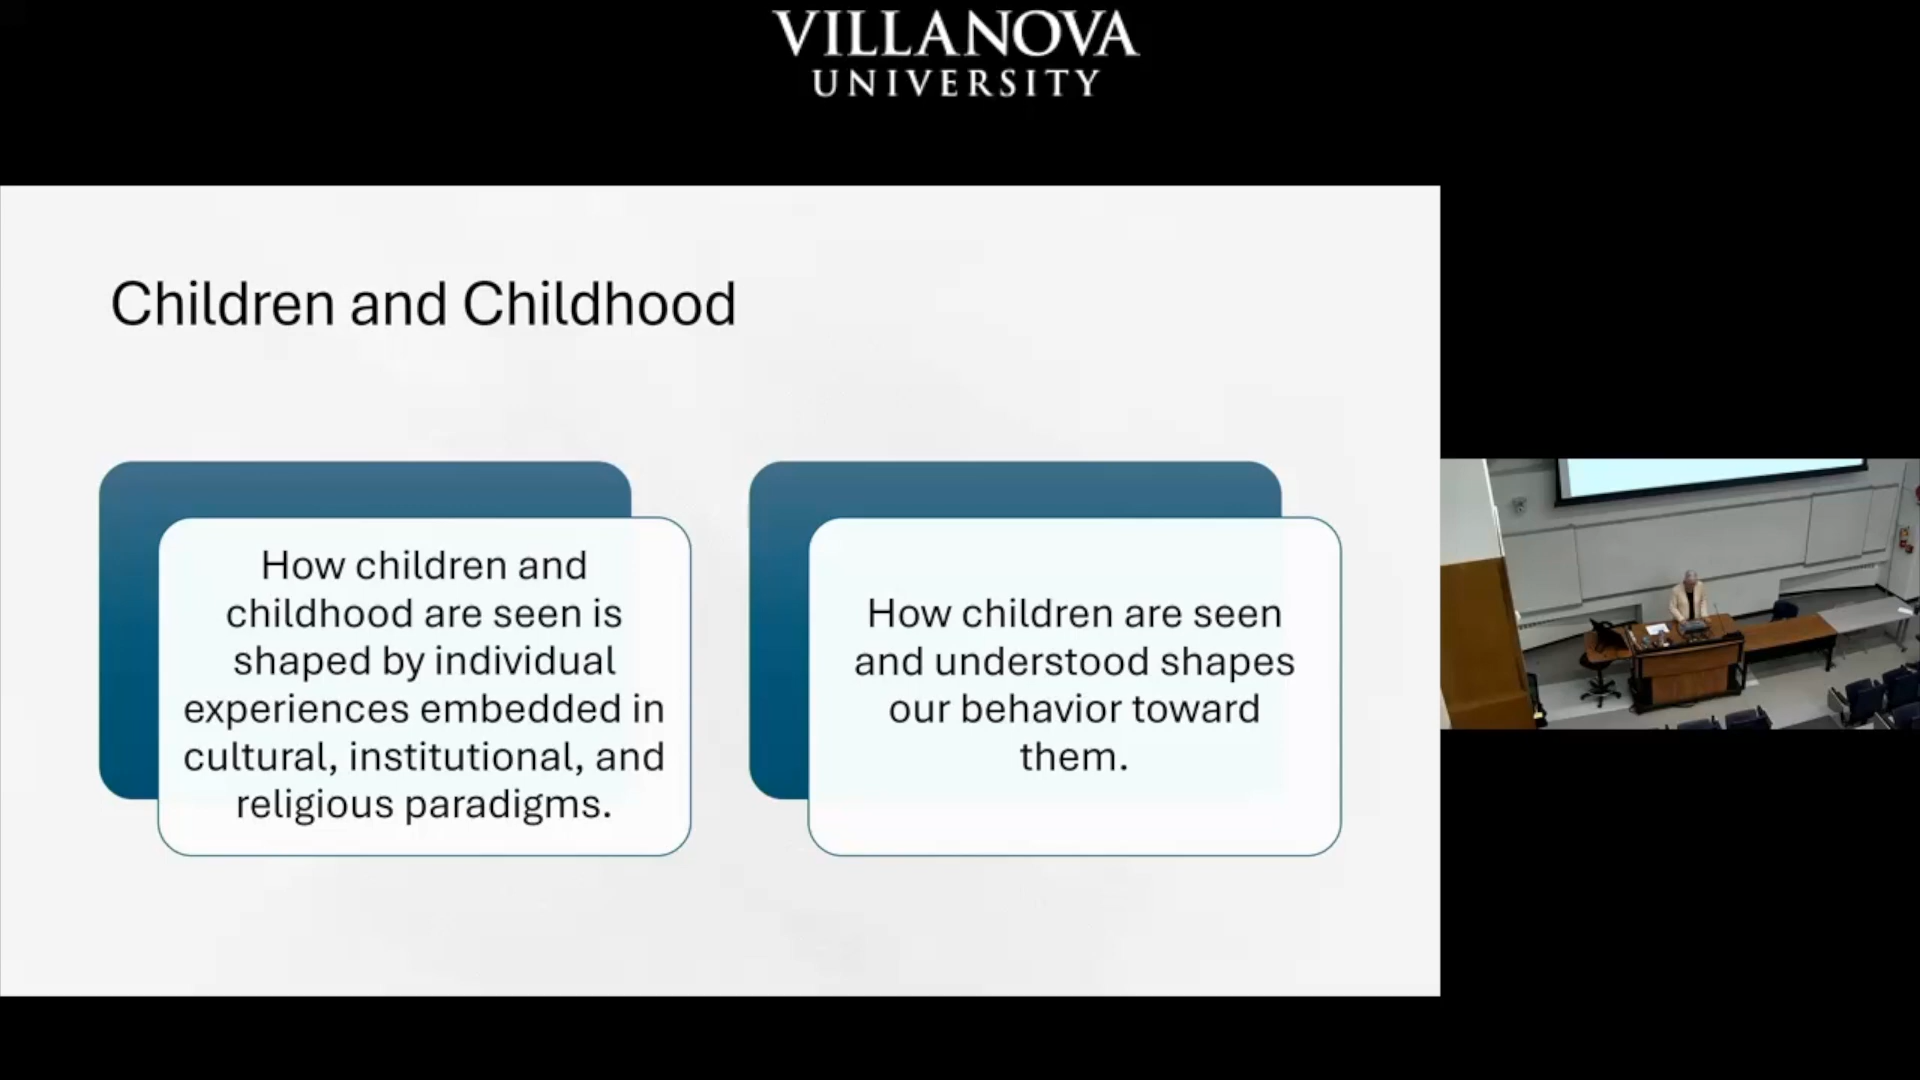 VILLANOVA
UNIVERSITY
Children and Childhood
How children and
childhood are seen is
shaped by individual
experiences embedded in
cultural, institutional, and
religious paradigms.
How children are seen
and understood shapes
our behavior toward
them.